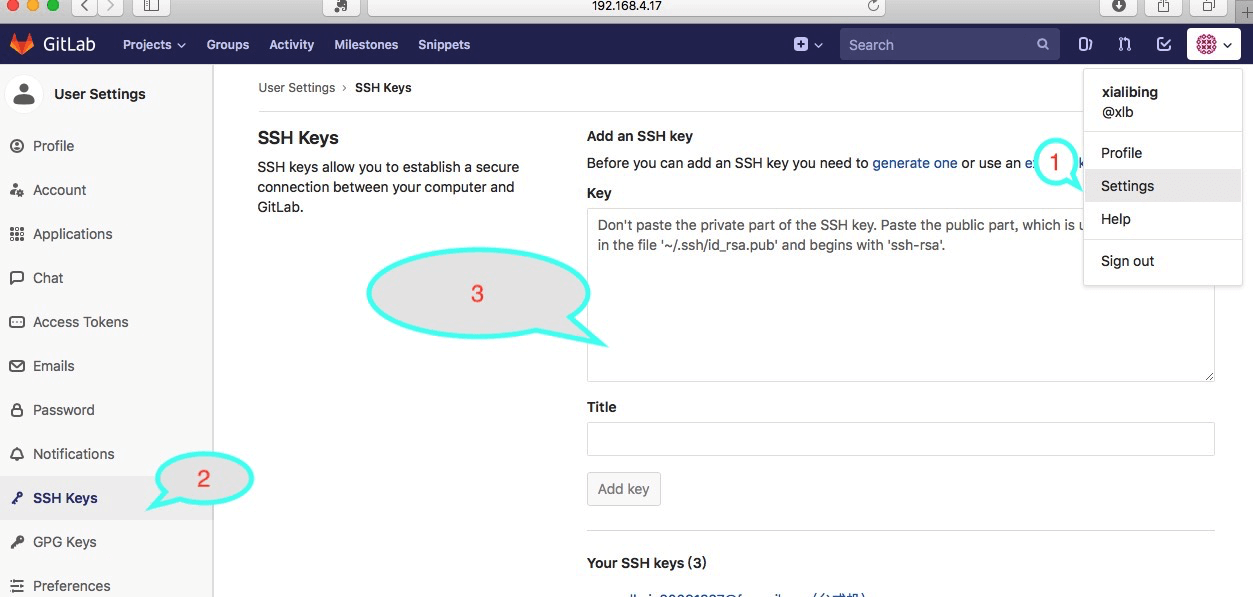 192.168.4.17
GitLab Projects Groups Activity Milestones Snippets Search
User Settings
Profile
Account
Applications
Chat
Access Tokens
Emails
Password
Notifications
SSH Keys
GPG Keys
Preferences
2
User Settings › SSH Keys
SSH Keys
SSH keys allow you to establish a secure
connection between your computer and
GitLab.
3
Add an SSH key
Before you can add an SSH key you need to generate one or use an
Key
Don't paste the private part of the SSH key. Paste the public part, which is
in the file '~/.ssh/id_rsa.pub' and begins with 'ssh-rsa'.
Title
Add key
Your SSH keys (3)
xialibing
@xlb
1
Profile
Settings
Help
Sign out